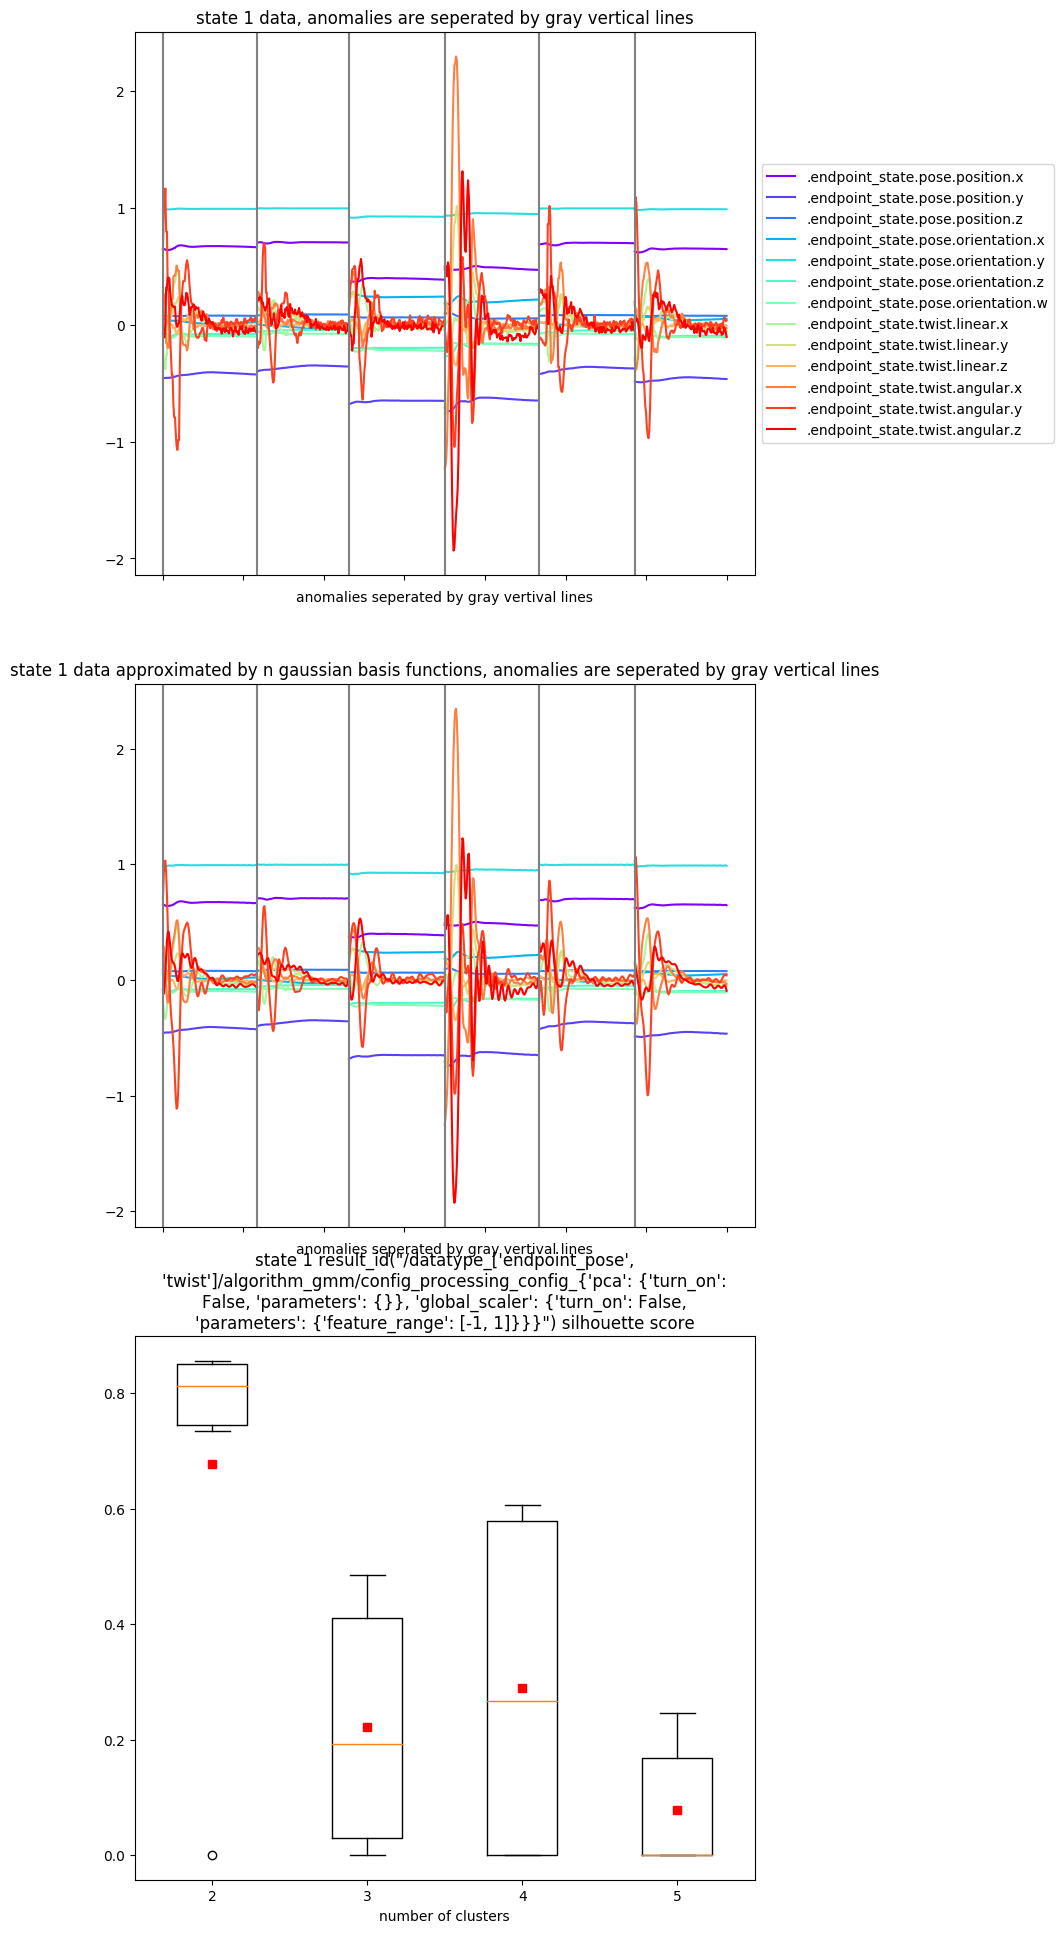 state 1 data, anomalies are seperated by gray vertical lines
2
1
0
−1
−2
anomalies seperated by gray vertival lines
.endpoint_state.pose.position.x
.endpoint_state.pose.position.y
.endpoint_state.pose.position.z
.endpoint_state.pose.orientation.x
.endpoint_state.pose.orientation.y
.endpoint_state.pose.orientation.z
.endpoint_state.pose.orientation.w
.endpoint_state.twist.linear.x
.endpoint_state.twist.linear.y
.endpoint_state.twist.linear.z
.endpoint_state.twist.angular.x
.endpoint_state.twist.angular.y
.endpoint_state.twist.angular.z
state 1 data approximated by n gaussian basis functions, anomalies are seperated by gray vertical lines
2
1
0
−1
−2
anomalies seperated by gray vertival lines
state 1 result_id("/datatype_['endpoint_pose',
'twist']/algorithm_gmm/config_processing_config_{'pca': {'turn_on':
False, 'parameters': {}}, 'global_scaler': {'turn_on': False,
'parameters': {'feature_range': [-1, 1]}}}") silhouette score
0.8
0.6
0.4
0.2
0.0
2 3 4 5
number of clusters